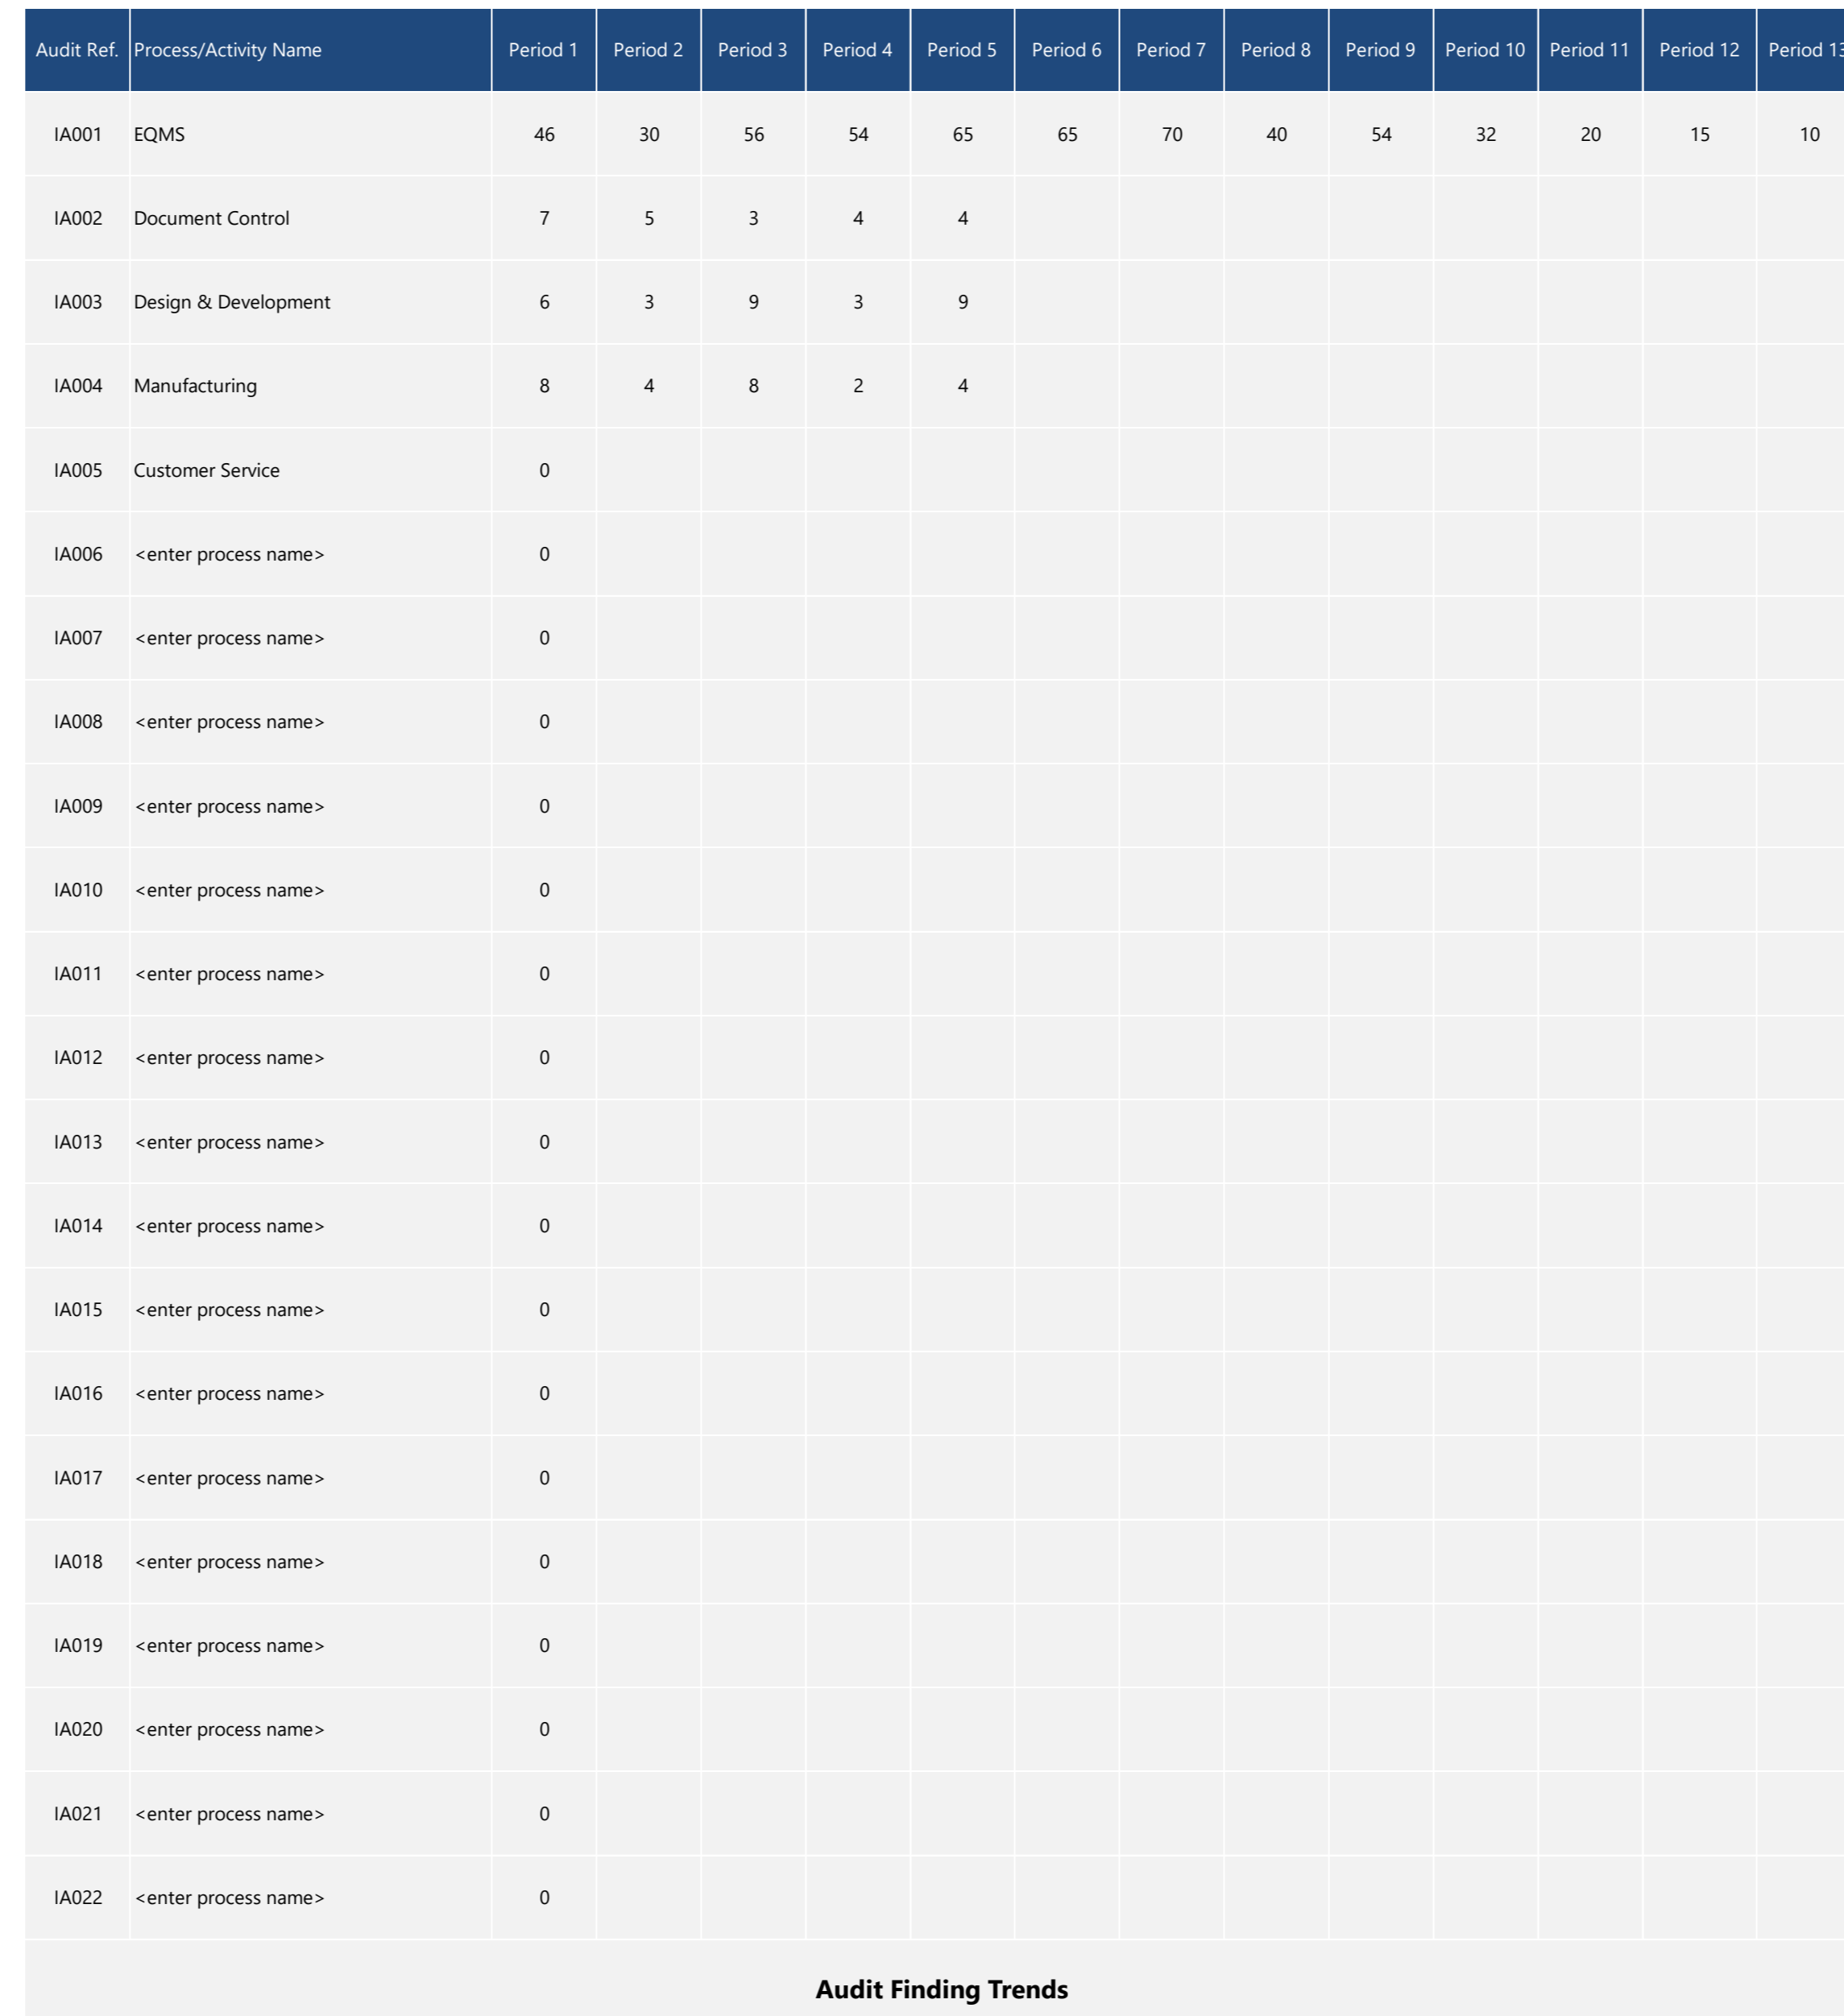 Audit Ref. Process/Activity Name Period 1 Period 2 Period 3 Period 4 Period 5 Period 6 Period 7 Period 8 Period 9 Period 10 Period 11 Period 12 Period 13
IA001 EQMS 46 30 56 54 65 65 70 40 54 32 20 15 10
IA002 Document Control 7 5 3 4 4
IA003 Design & Development 6 3 9 3 9
IA004 Manufacturing 8 4 8 2 4
IA005 Customer Service 0
IA006 <enter process name> 0
IA007 <enter process name> 0
IA008 <enter process name> 0
IA009 <enter process name> 0
IA010 <enter process name> 0
IA011 <enter process name> 0
IA012 <enter process name> 0
IA013 <enter process name> 0
IA014 <enter process name> 0
IA015 <enter process name> 0
IA016 <enter process name> 0
IA017 <enter process name> 0
IA018 <enter process name> 0
IA019 <enter process name> 0
IA020 <enter process name> 0
IA021 <enter process name> 0
IA022 <enter process name> 0
Audit Finding Trends